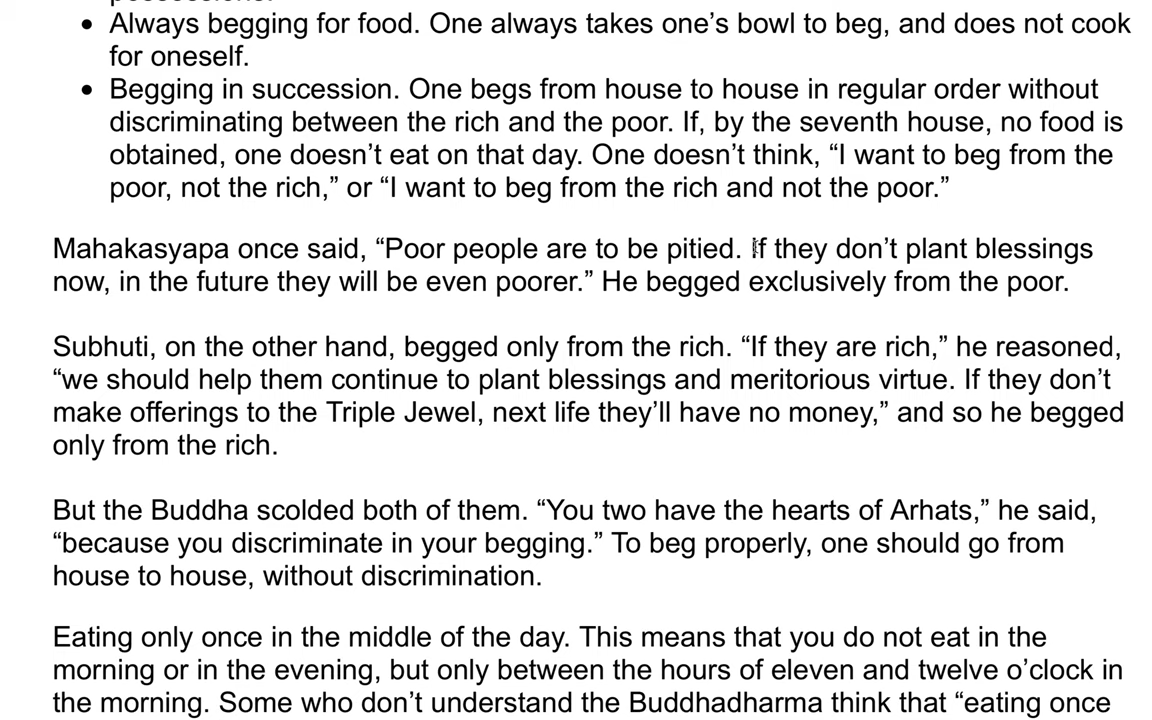 Always begging for food. One always takes one’s bowl to beg, and does not cook
for oneself.
Begging in succession. One begs from house to house in regular order without
discriminating between the rich and the poor. If, by the seventh house, no food is
obtained, one doesn’t eat on that day. One doesn’t think, “I want to beg from the
poor, not the rich,” or “I want to beg from the rich and not the poor.”
Mahakasyapa once said, “Poor people are to be pitied. If they don’t plant blessings
now, in the future they will be even poorer.” He begged exclusively from the poor.
Subhuti, on the other hand, begged only from the rich. “If they are rich,” he reasoned,
“we should help them continue to plant blessings and meritorious virtue. If they don’t
make offerings to the Triple Jewel, next life they’ll have no money,” and so he begged
only from the rich.
But the Buddha scolded both of them. “You two have the hearts of Arhats,” he said,
“because you discriminate in your begging.” To beg properly, one should go from
house to house, without discrimination.
Eating only once in the middle of the day. This means that you do not eat in the
morning or in the evening, but only between the hours of eleven and twelve o’clock in
the morning. Some who don’t understand the Buddhadharma think that “eating once